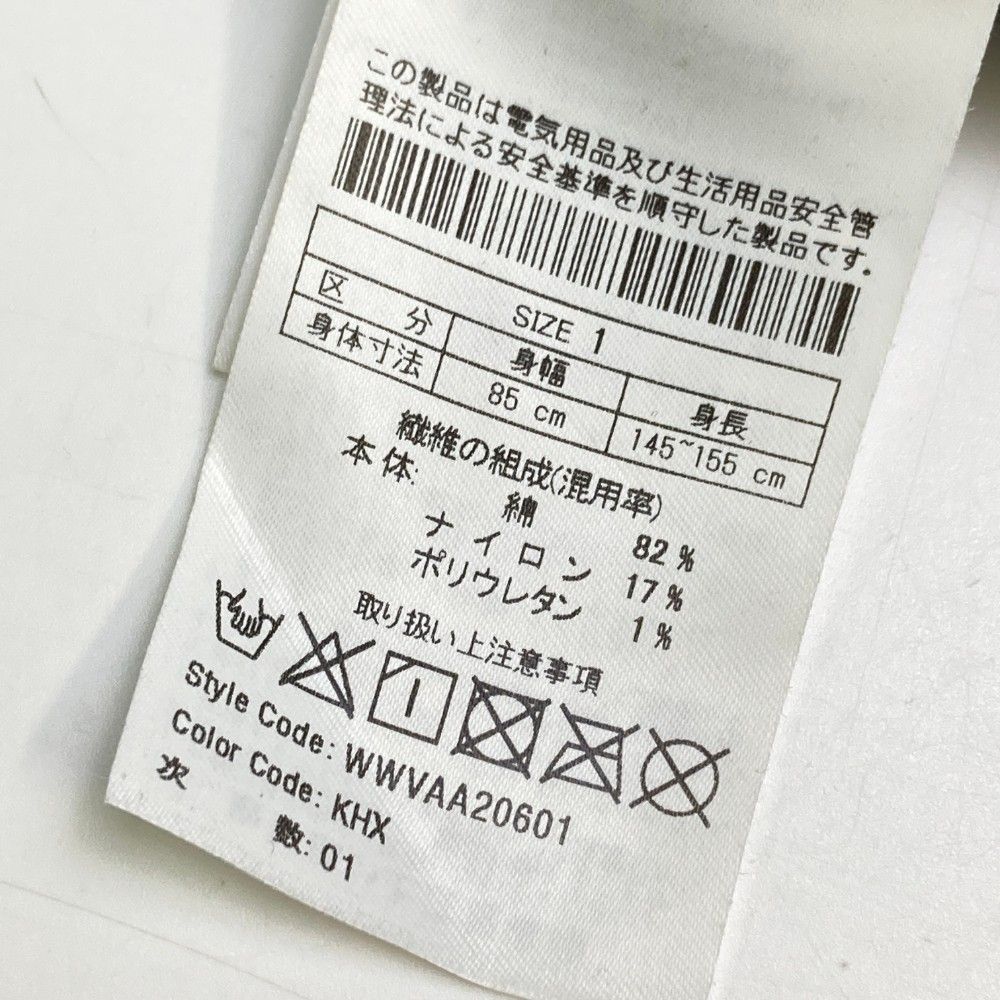 この製品は電気用品及び生活用品安全管
理法による安全基準を順守した製品です.
SIZE 1
区 分 身幅 身長
身体寸法 85 cm 145~155 cm
繊維の組成(混用率)
本体:
綿 82 %
ナイロン 17 %
ポリウレタン 1 %
取り扱い上注意事項
Style Code: WWVAA20601
Color Code: KHX
次 数: 01